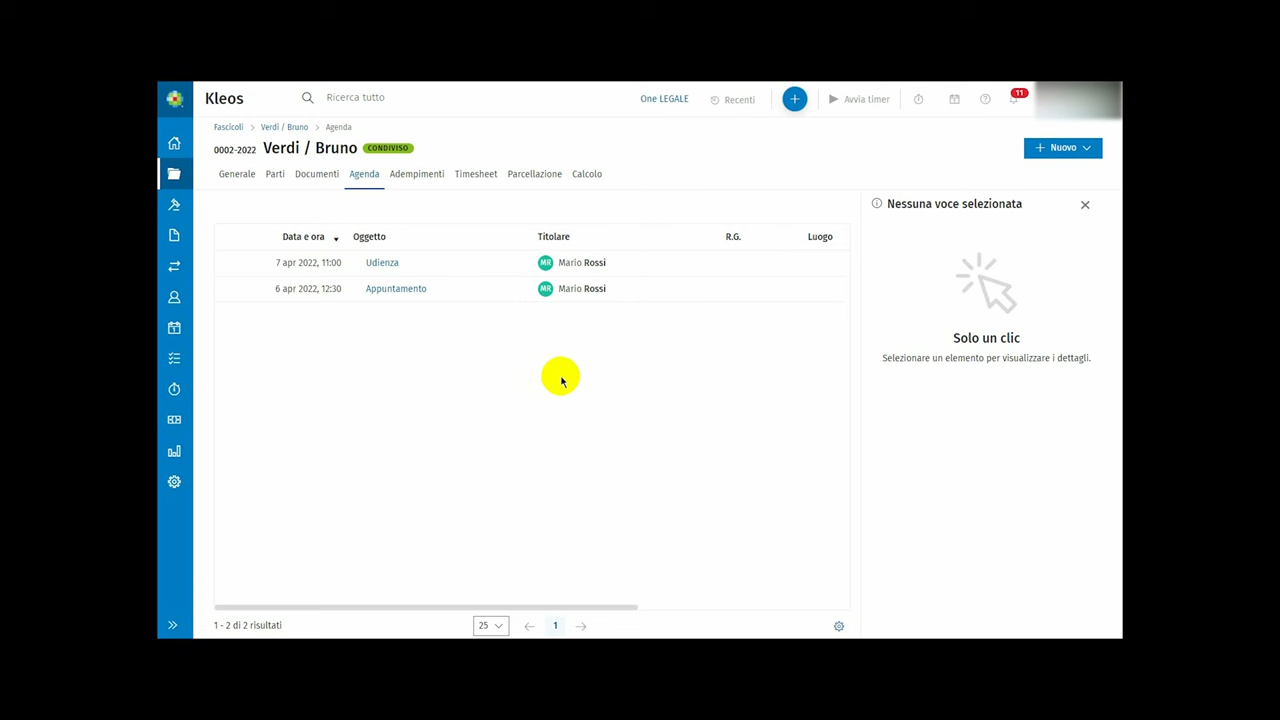 Kleos
Ricerca tutto
One LEGALE
Recenti
Avvia timer
11
Fascicoli > Verdi / Bruno > Agenda
0002-2022 Verdi / Bruno CONDIVISO
+ Nuovo
Generale Parti Documenti Agenda Adempimenti Timesheet Parcellazione Calcolo
Data e ora Oggetto Titolare R.G. Luogo
7 apr 2022, 11:00 Udienza MR Mario Rossi
6 apr 2022, 12:30 Appuntamento MR Mario Rossi
Nessuna voce selezionata
Solo un clic
Selezionare un elemento per visualizzare i dettagli.
1 - 2 di 2 risultati
25
1